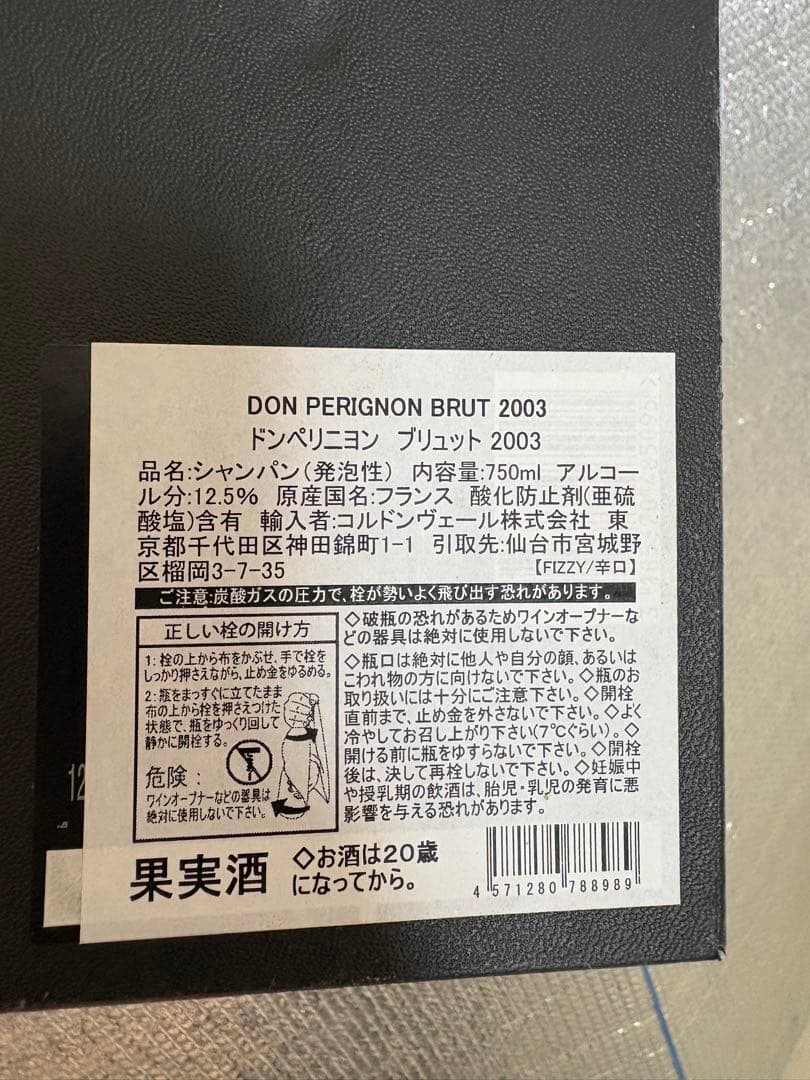 DON PERIGNON BRUT 2003
ドンペリニヨン ブリュット 2003
品名:シャンパン(発泡性) 内容量:750ml アルコー
ル分:12.5% 原産国名:フランス 酸化防止剤(亜硫
酸塩)含有 輸入者:コルドンヴェール株式会社 東
京都千代田区神田錦町1-1 引取先:仙台市宮城野
区榴岡3-7-35
【FIZZY/辛口】
ご注意:炭酸ガスの圧力で、栓が勢いよく飛び出す恐れがあります。
正しい栓の開け方
1:栓の上から布をかぶせ、手で栓を
しっかり押さえながら、止め金をゆるめる。
2:瓶をまっすぐに立てたまま
布の上から栓を押さえつけた
状態で、瓶をゆっくり回して
静かに開栓する。
危険:
ワインオープナーなどの器具は
絶対に使用しないで下さい。
◇破瓶の恐れがあるためワインオープナーな
どの器具は絶対に使用しないで下さい。
◇瓶口は絶対に他人や自分の顔、あるいは
こわれ物の方に向けないで下さい。◇瓶のお
取り扱いには十分にご注意下さい。◇開栓
直前まで、止め金を外さないで下さい。◇よく
冷やしてお召し上がり下さい(7℃ぐらい)。◇
開ける前に瓶をゆすらないで下さい。◇開栓
後は、決して再栓しないで下さい。◇妊娠中
や授乳期の飲酒は、胎児・乳児の発育に悪
影響を与える恐れがあります。
果実酒
◇お酒は20歳
になってから。
4 571280 788989
12